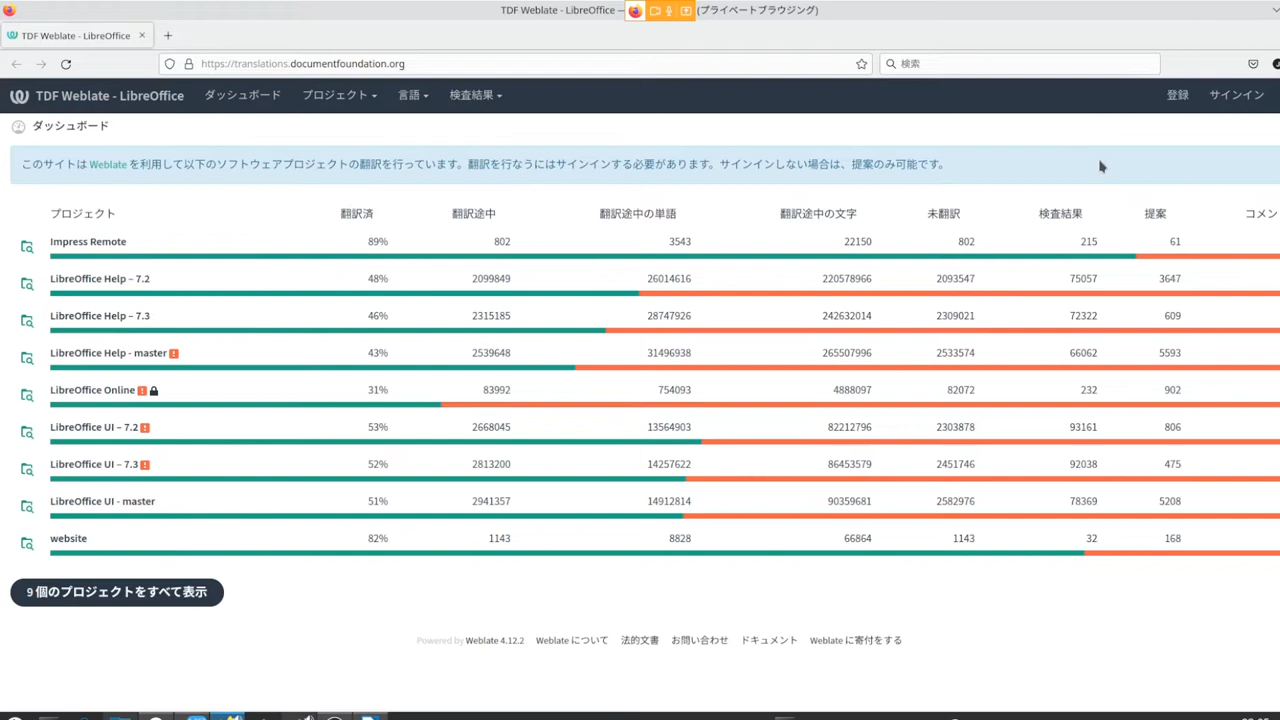 TDF Weblate - LibreOffice — (プライベートブラウジング)
TDF Weblate - LibreOffice
https://translations.documentfoundation.org
検索
TDF Weblate - LibreOffice ダッシュボード プロジェクト 言語 検査結果 登録 サインイン
ダッシュボード
このサイトは Weblate を利用して以下のソフトウェアプロジェクトの翻訳を行っています。翻訳を行なうにはサインインする必要があります。サインインしない場合は、提案のみ可能です。
プロジェクト 翻訳済 翻訳途中 翻訳途中の単語 翻訳途中の文字 未翻訳 検査結果 提案 コメン
Impress Remote 89% 802 3543 22150 802 215 61
LibreOffice Help – 7.2 48% 2099849 26014616 220578966 2093547 75057 3647
LibreOffice Help – 7.3 46% 2315185 28747926 242632014 2309021 72322 609
LibreOffice Help - master 43% 2539648 31496938 265507996 2533574 66062 5593
LibreOffice Online 31% 83992 754093 4888097 82072 232 902
LibreOffice UI – 7.2 53% 2668045 13564903 82212796 2303878 93161 806
LibreOffice UI – 7.3 52% 2813200 14257622 86453579 2451746 92038 475
LibreOffice UI - master 51% 2941357 14912814 90359681 2582976 78369 5208
website 82% 1143 8828 66864 1143 32 168
9 個のプロジェクトをすべて表示
Powered by Weblate 4.12.2 Weblate について 法的文書 お問い合わせ ドキュメント Weblate に寄付をする